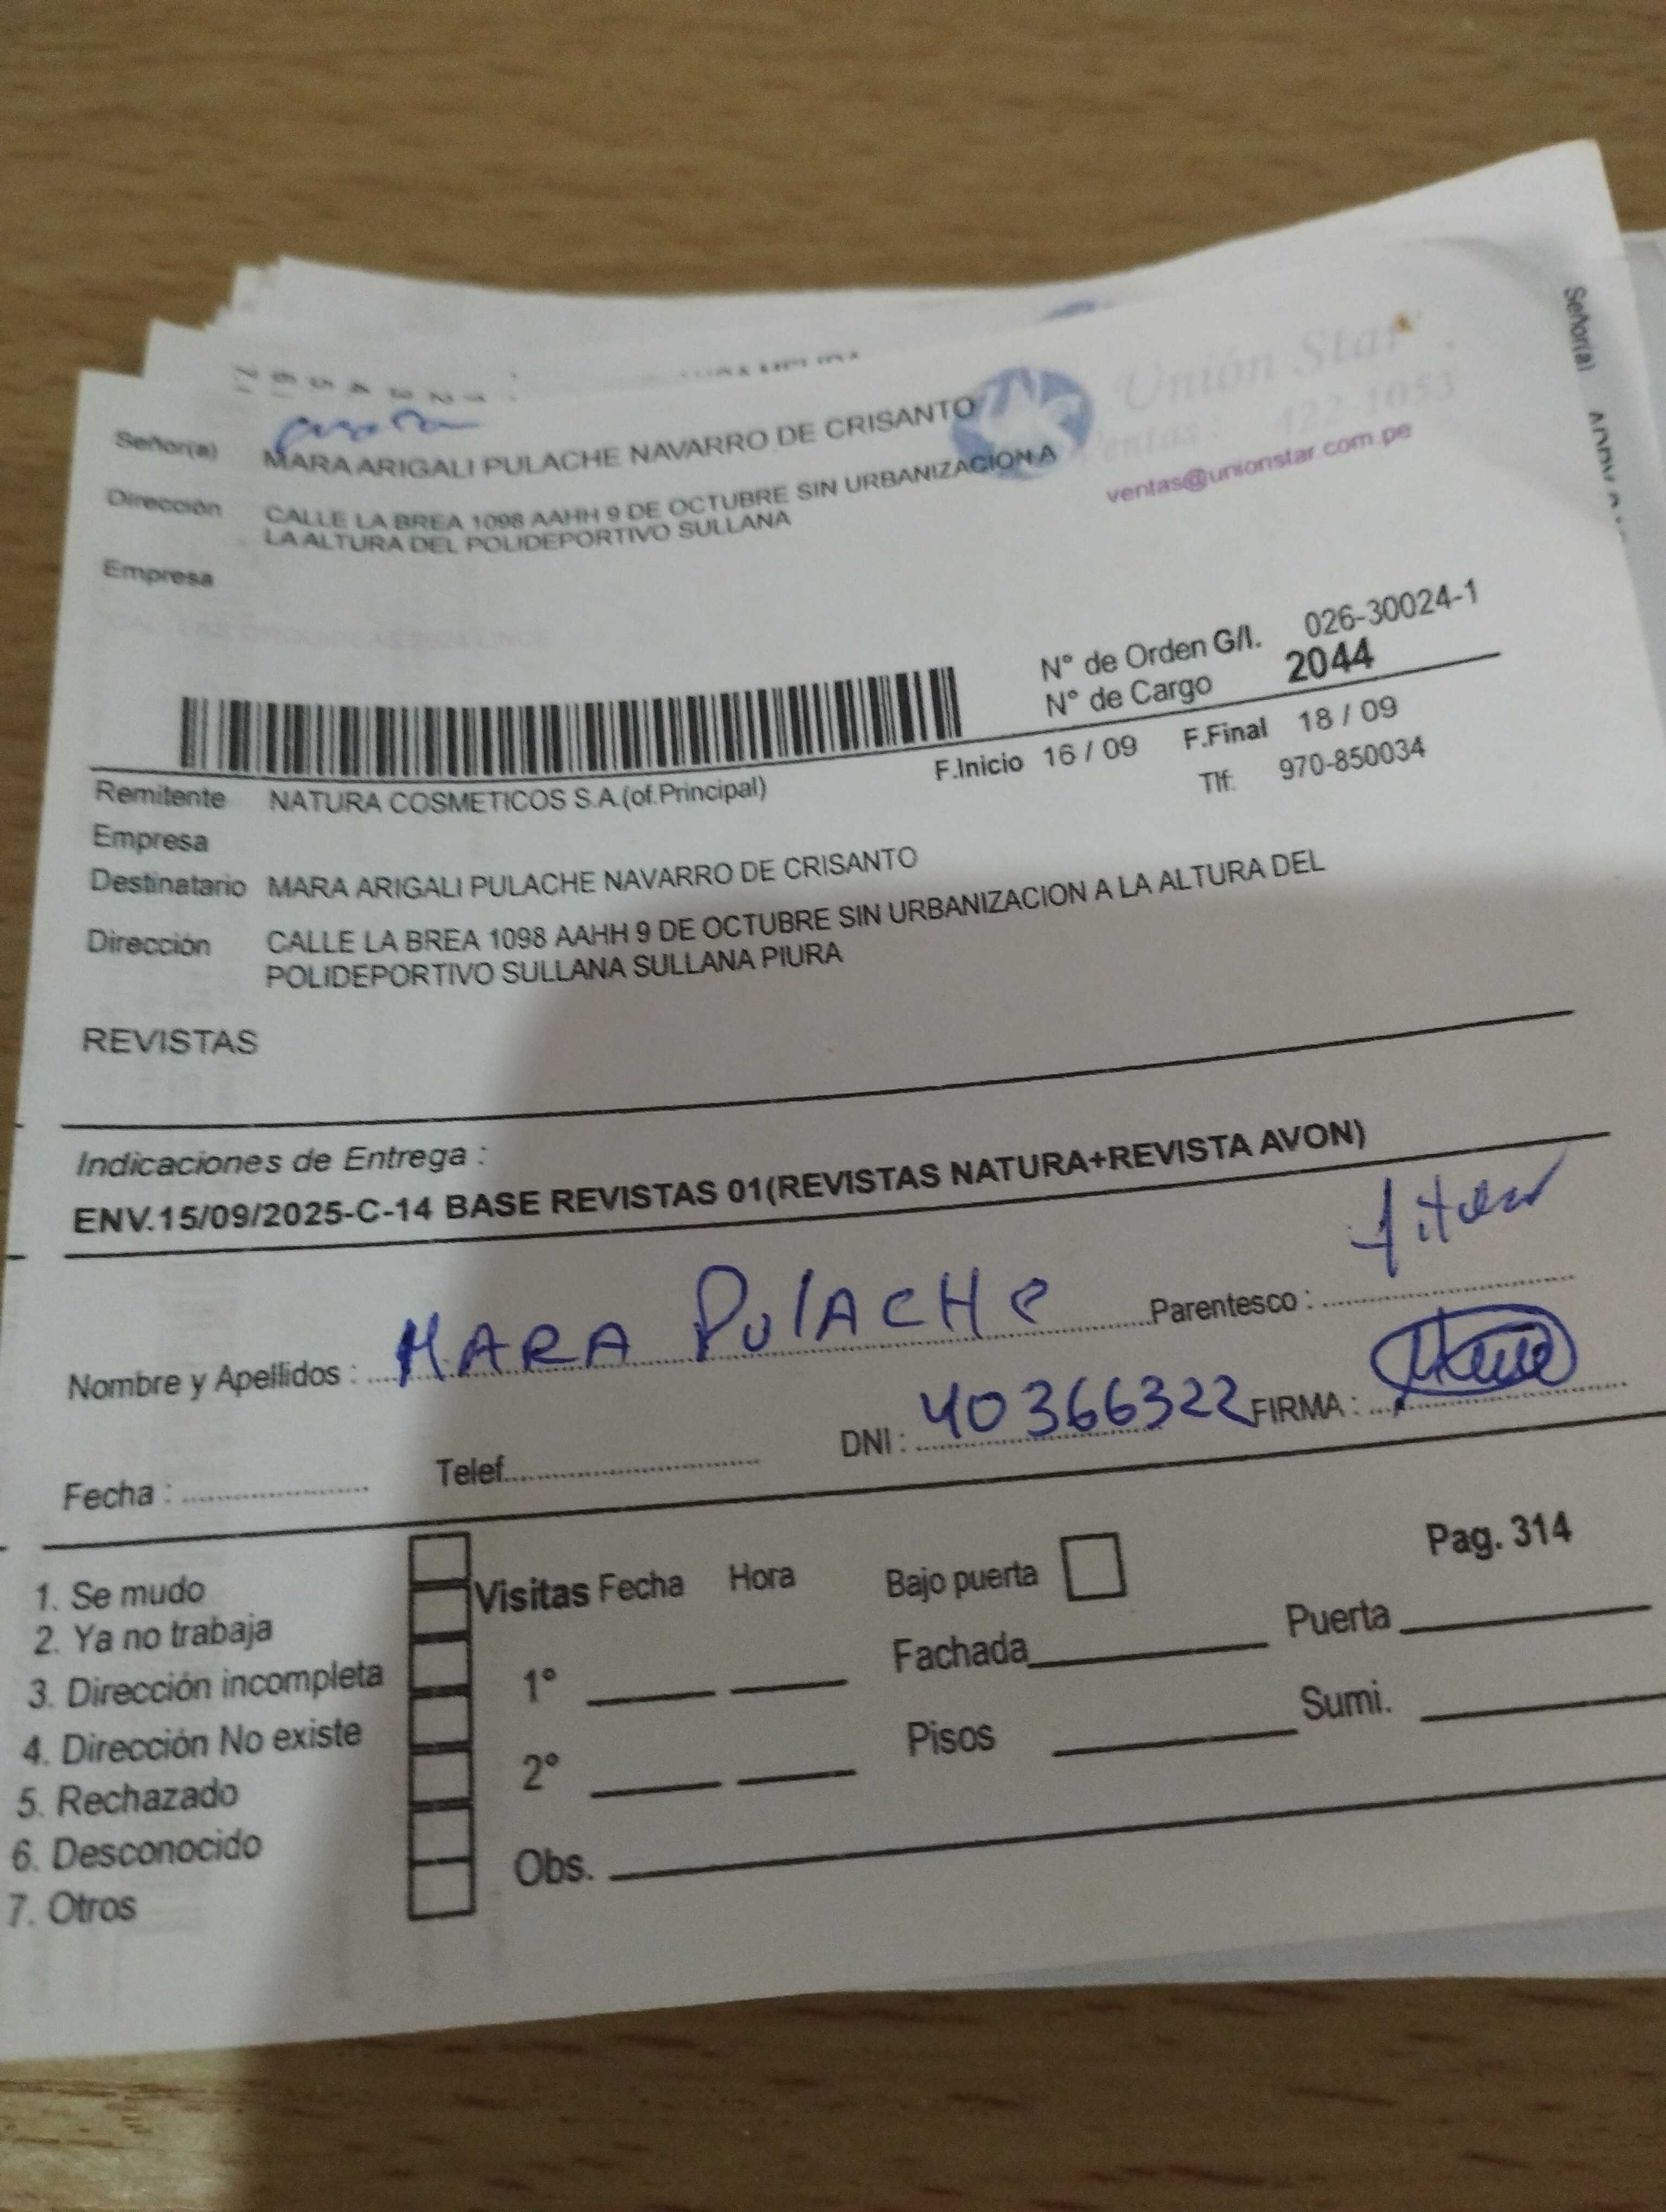 Unión Star
Ventas: 422-1053
ventas@unionstar.com.pe
Señor(a)
Señor(a) MARA ARIGALI PULACHE NAVARRO DE CRISANTO
Dirección CALLE LA BREA 1098 AAHH 9 DE OCTUBRE SIN URBANIZACION A
LA ALTURA DEL POLIDEPORTIVO SULLANA
Empresa
N° de Orden G/I. 026-30024-1
N° de Cargo 2044
F.Inicio 16 / 09 F.Final 18 / 09
Remitente NATURA COSMETICOS S.A.(of.Principal) Tlf: 970-850034
Empresa
Destinatario MARA ARIGALI PULACHE NAVARRO DE CRISANTO
Dirección CALLE LA BREA 1098 AAHH 9 DE OCTUBRE SIN URBANIZACION A LA ALTURA DEL
POLIDEPORTIVO SULLANA SULLANA PIURA
REVISTAS
Indicaciones de Entrega :
ENV.15/09/2025-C-14 BASE REVISTAS 01(REVISTAS NATURA+REVISTA AVON)
Nombre y Apellidos : MARA PulACHe Parentesco :
Fecha : Telef. DNI : 40366322 FIRMA :
Pag. 314
1. Se mudo
2. Ya no trabaja
3. Dirección incompleta
4. Dirección No existe
5. Rechazado
6. Desconocido
7. Otros
Visitas Fecha Hora
1°
2°
Obs.
Bajo puerta
Fachada Puerta
Pisos Sumi.